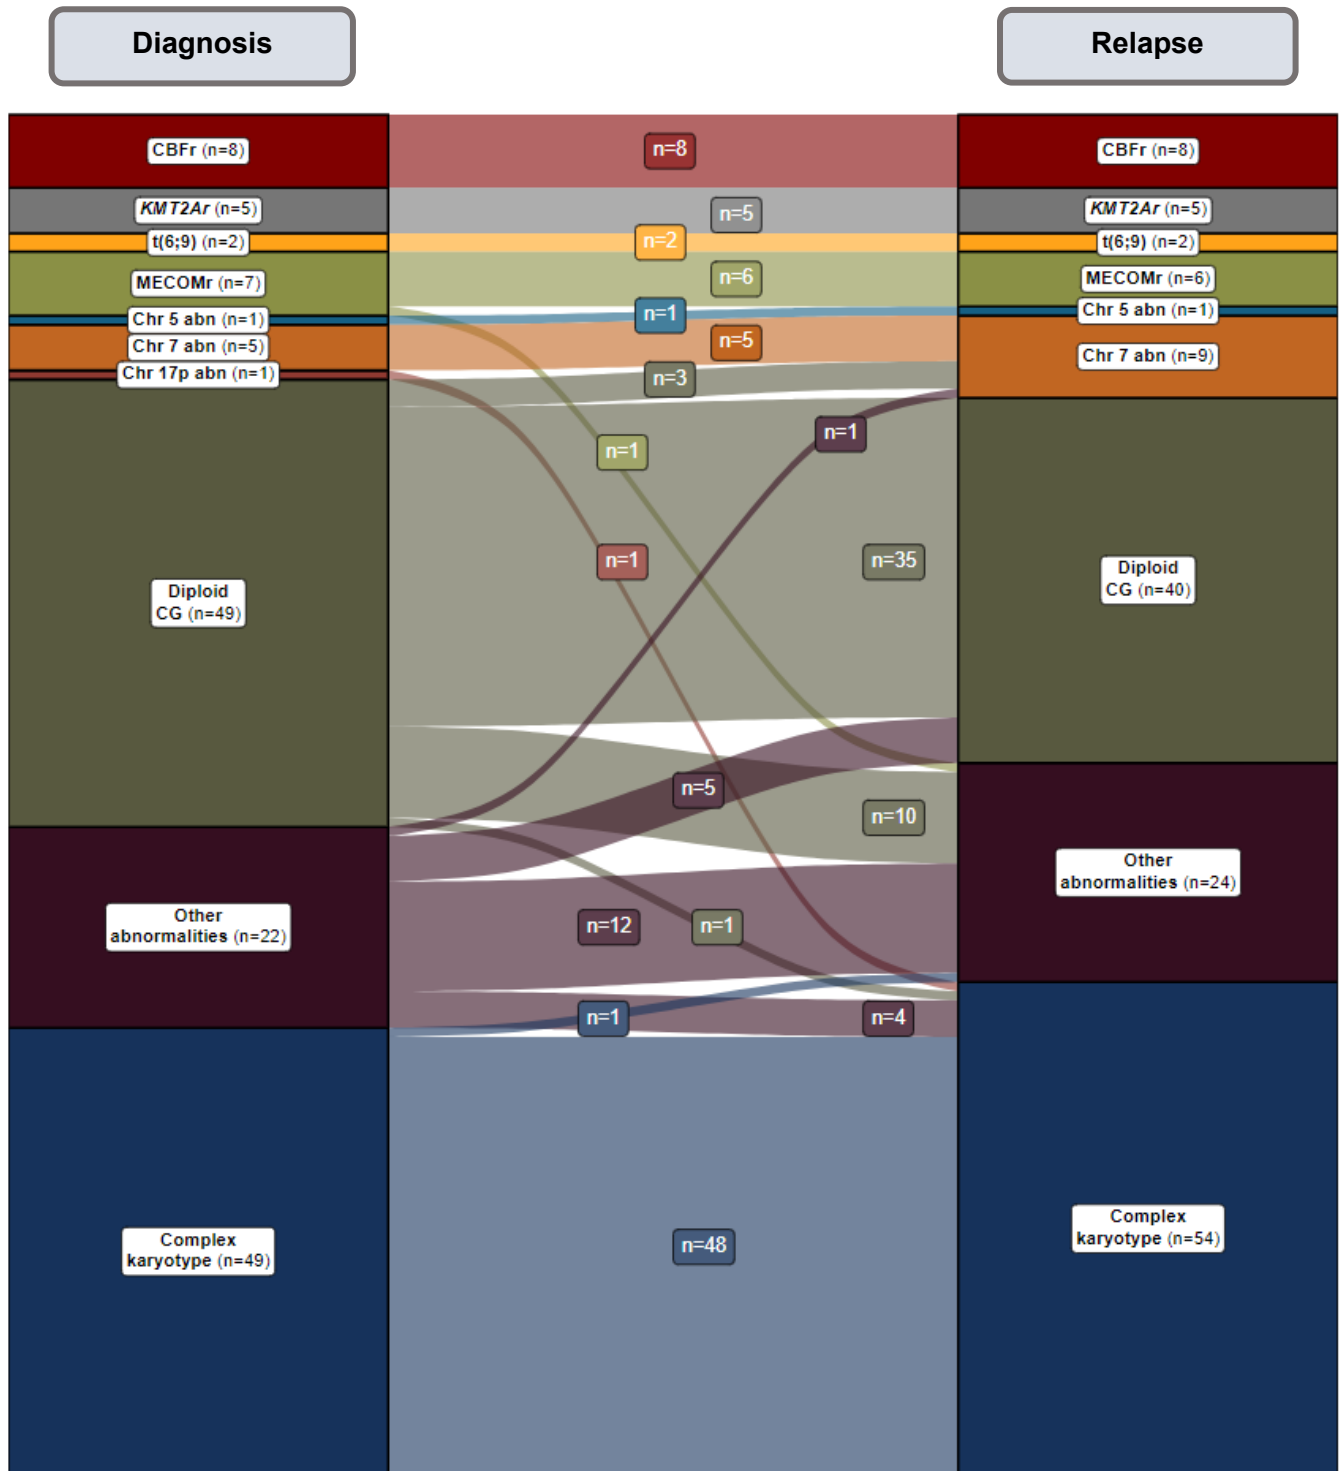 Diagnosis
Relapse
CBFr (n=8)
n=8
CBFr (n=8)
KMT2Ar (n=5)
n=5
KMT2Ar (n=5)
t(6;9) (n=2)
n=2
t(6;9) (n=2)
MECOMr (n=7)
n=6
MECOMr (n=6)
Chr 5 abn (n=1)
n=1
Chr 5 abn (n=1)
Chr 7 abn (n=5)
n=5
Chr 7 abn (n=9)
Chr 17p abn (n=1)
n=3
n=1
n=1
n=1
n=35
Diploid
CG (n=49)
Diploid
CG (n=40)
n=5
n=10
Other
abnormalities (n=22)
n=12
n=1
Other
abnormalities (n=24)
n=1
n=4
Complex
karyotype (n=49)
n=48
Complex
karyotype (n=54)